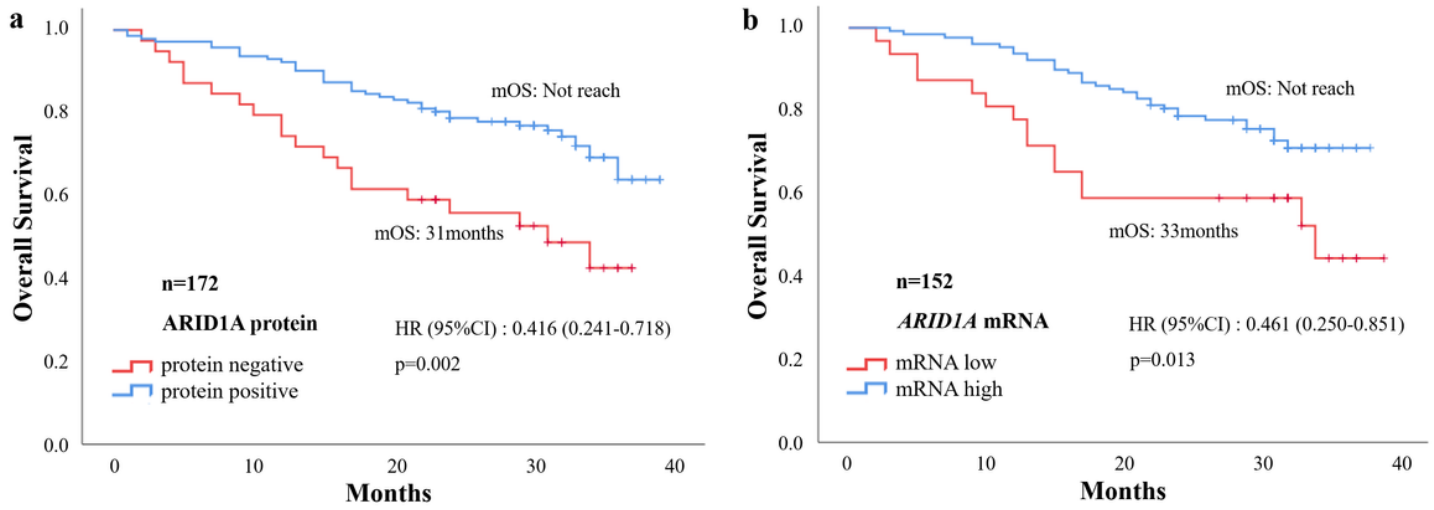 a
1.0
0.8
0.6
0.4
0.2
0.0
Overall Survival
mOS: Not reach
mOS: 31months
n=172
ARID1A protein
HR (95%CI) : 0.416 (0.241-0.718)
p=0.002
protein negative
protein positive
0 10 20 30 40
Months
b
1.0
0.8
0.6
0.4
0.2
0.0
Overall Survival
mOS: Not reach
mOS: 33months
n=152
ARID1A mRNA
HR (95%CI) : 0.461 (0.250-0.851)
p=0.013
mRNA low
mRNA high
0 10 20 30 40
Months